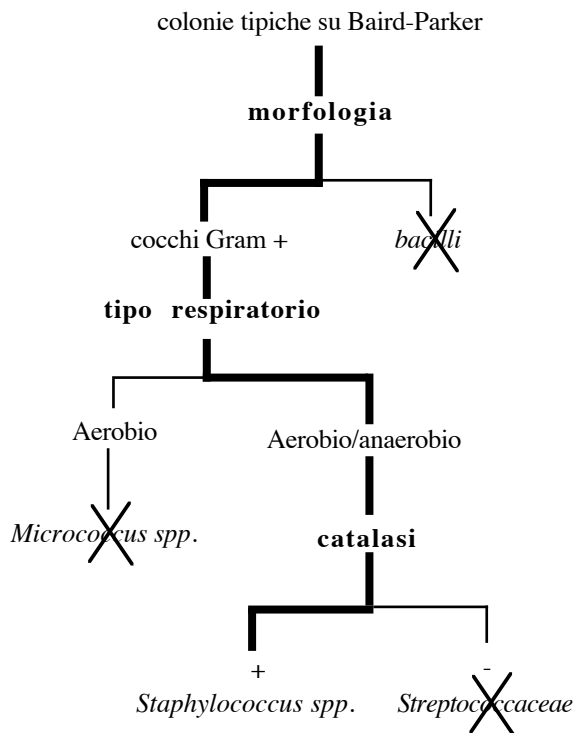 colonie tipiche su Baird-Parker
morfologia
cocchi Gram + bacilli
tipo respiratorio
Aerobio Aerobio/anaerobio
Micrococcus spp.
catalasi
+ -
Staphylococcus spp. Streptococcaceae